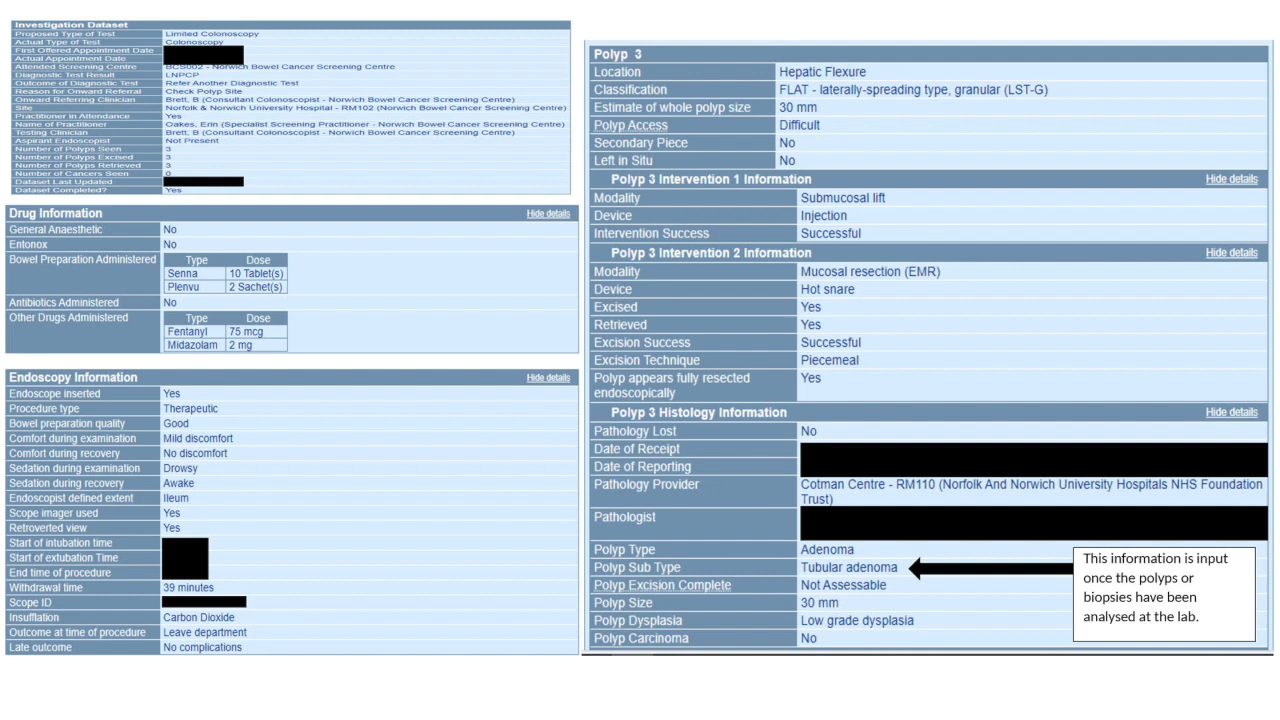 Investigation Dataset
Proposed Type of Test Limited Colonoscopy
Actual Type of Test Colonoscopy
First Offered Appointment Date
Actual Appointment Date
Attended Screening Centre BCS002 - Norwich Bowel Cancer Screening Centre
Diagnostic Test Result LNPCP
Outcome of Diagnostic Test Refer Another Diagnostic Test
Reason for Onward Referral Check Polyp Site
Onward Referring Clinician Brett, B (Consultant Colonoscopist - Norwich Bowel Cancer Screening Centre)
Site Norfolk & Norwich University Hospital - RM102 (Norwich Bowel Cancer Screening Centre)
Practitioner in Attendance Yes
Name of Practitioner Oakes, Erin (Specialist Screening Practitioner - Norwich Bowel Cancer Screening Centre)
Testing Clinician Brett, B (Consultant Colonoscopist - Norwich Bowel Cancer Screening Centre)
Aspirant Endoscopist Not Present
Number of Polyps Seen 3
Number of Polyps Excised 3
Number of Polyps Retrieved 3
Number of Cancers Seen 0
Dataset Last Updated
Dataset Completed? Yes
Drug Information Hide details
General Anaesthetic No
Entonox No
Bowel Preparation Administered Type Dose
Senna 10 Tablet(s)
Plenvu 2 Sachet(s)
Antibiotics Administered No
Other Drugs Administered Type Dose
Fentanyl 75 mcg
Midazolam 2 mg
Endoscopy Information Hide details
Endoscope inserted Yes
Procedure type Therapeutic
Bowel preparation quality Good
Comfort during examination Mild discomfort
Comfort during recovery No discomfort
Sedation during examination Drowsy
Sedation during recovery Awake
Endoscopist defined extent Ileum
Scope imager used Yes
Retroverted view Yes
Start of intubation time
Start of extubation Time
End time of procedure
Withdrawal time 39 minutes
Scope ID
Insufflation Carbon Dioxide
Outcome at time of procedure Leave department
Late outcome No complications
Polyp 3
Location Hepatic Flexure
Classification FLAT - laterally-spreading type, granular (LST-G)
Estimate of whole polyp size 30 mm
Polyp Access Difficult
Secondary Piece No
Left in Situ No
Polyp 3 Intervention 1 Information Hide details
Modality Submucosal lift
Device Injection
Intervention Success Successful
Polyp 3 Intervention 2 Information Hide details
Modality Mucosal resection (EMR)
Device Hot snare
Excised Yes
Retrieved Yes
Excision Success Successful
Excision Technique Piecemeal
Polyp appears fully resected Yes
endoscopically
Polyp 3 Histology Information Hide details
Pathology Lost No
Date of Receipt
Date of Reporting
Pathology Provider Cotman Centre - RM110 (Norfolk And Norwich University Hospitals NHS Foundation
Trust)
Pathologist
Polyp Type Adenoma
Polyp Sub Type Tubular adenoma
Polyp Excision Complete Not Assessable
Polyp Size 30 mm
Polyp Dysplasia Low grade dysplasia
Polyp Carcinoma No
This information is input
once the polyps or
biopsies have been
analysed at the lab.